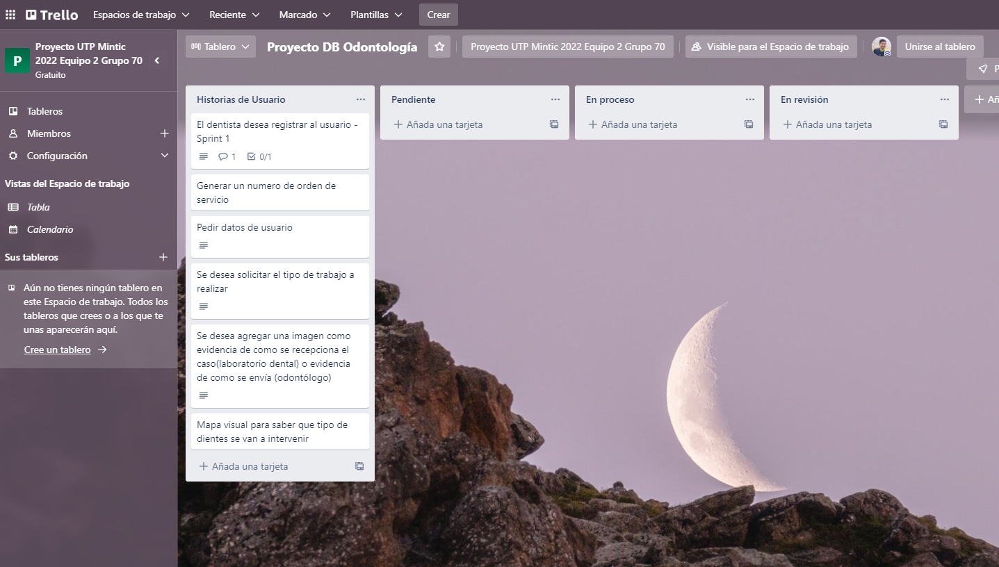 Trello
Espacios de trabajo
Reciente
Marcado
Plantillas
Crear
P
Proyecto UTP Mintic
2022 Equipo 2 Grupo 70
Gratuito
Tableros
Miembros
Configuración
Vistas del Espacio de trabajo
Tabla
Calendario
Sus tableros
Aún no tienes ningún tablero en
este Espacio de trabajo. Todos los
tableros que crees o a los que te
unas aparecerán aquí.
Cree un tablero
Tablero
Proyecto DB Odontología
Proyecto UTP Mintic 2022 Equipo 2 Grupo 70
Visible para el Espacio de trabajo
Unirse al tablero
P
Historias de Usuario
El dentista desea registrar al usuario -
Sprint 1
1
0/1
Generar un numero de orden de
servicio
Pedir datos de usuario
Se desea solicitar el tipo de trabajo a
realizar
Se desea agregar una imagen como
evidencia de como se recepciona el
caso(laboratorio dental) o evidencia
de como se envía (odontólogo)
Mapa visual para saber que tipo de
dientes se van a intervenir
Añada una tarjeta
Pendiente
Añada una tarjeta
En proceso
Añada una tarjeta
En revisión
Añada una tarjeta
Añ